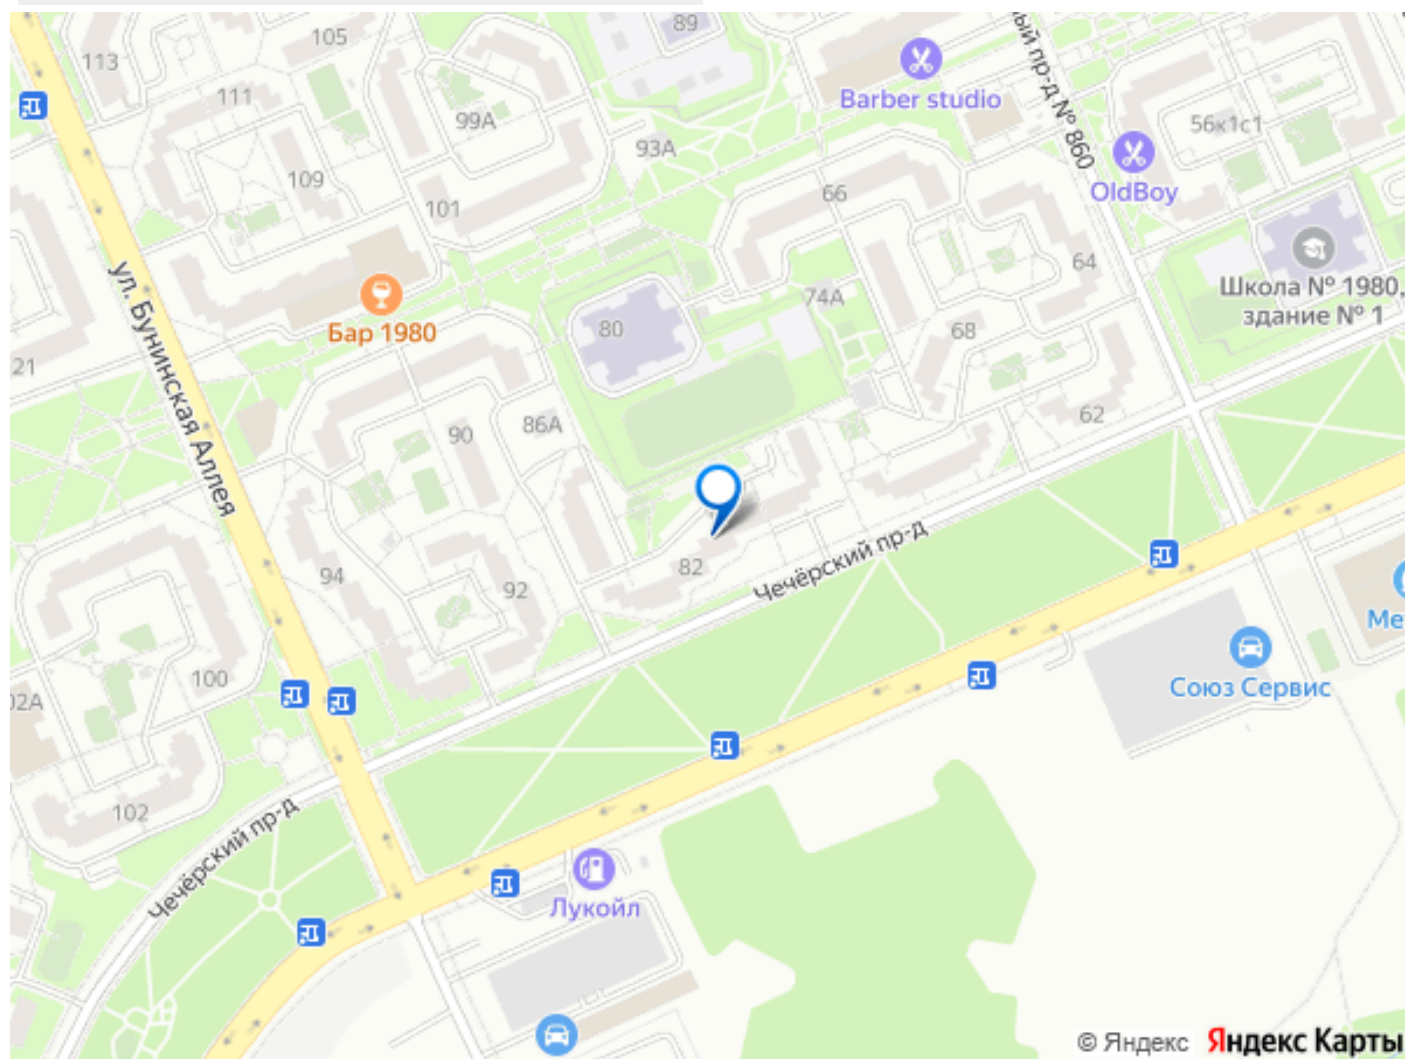 105
89
113
ный пр-д № 860
111
Barber studio
99А
56к1с1
93А
OldBoy
109
66
101
64
Школа № 1980,
здание № 1
74А
Бар 1980
80
68
21
ул. Бунинская Аллея
62
86А
90
Чечёрский пр-д
82
94
92
Ме
100
Союз Сервис
02А
102
Чечёрский пр-д
Лукойл
© Яндекс Яндекс Карты